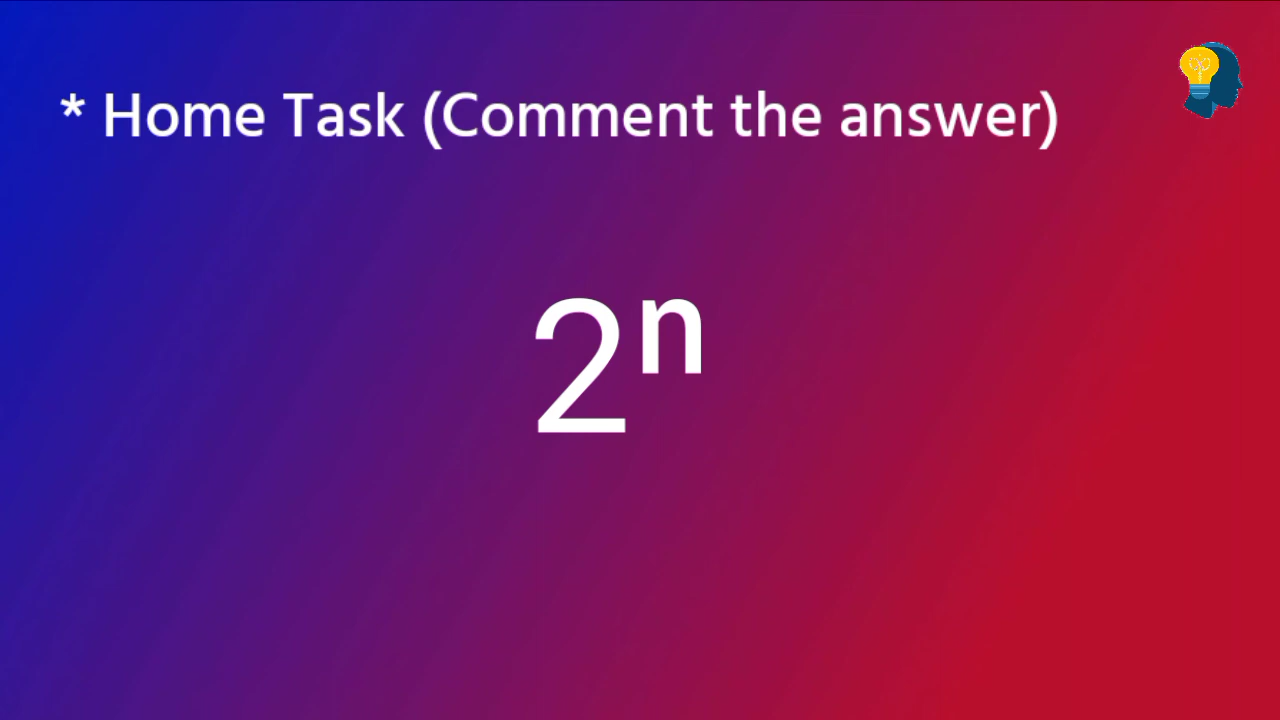 * Home Task (Comment the answer)
2ⁿ